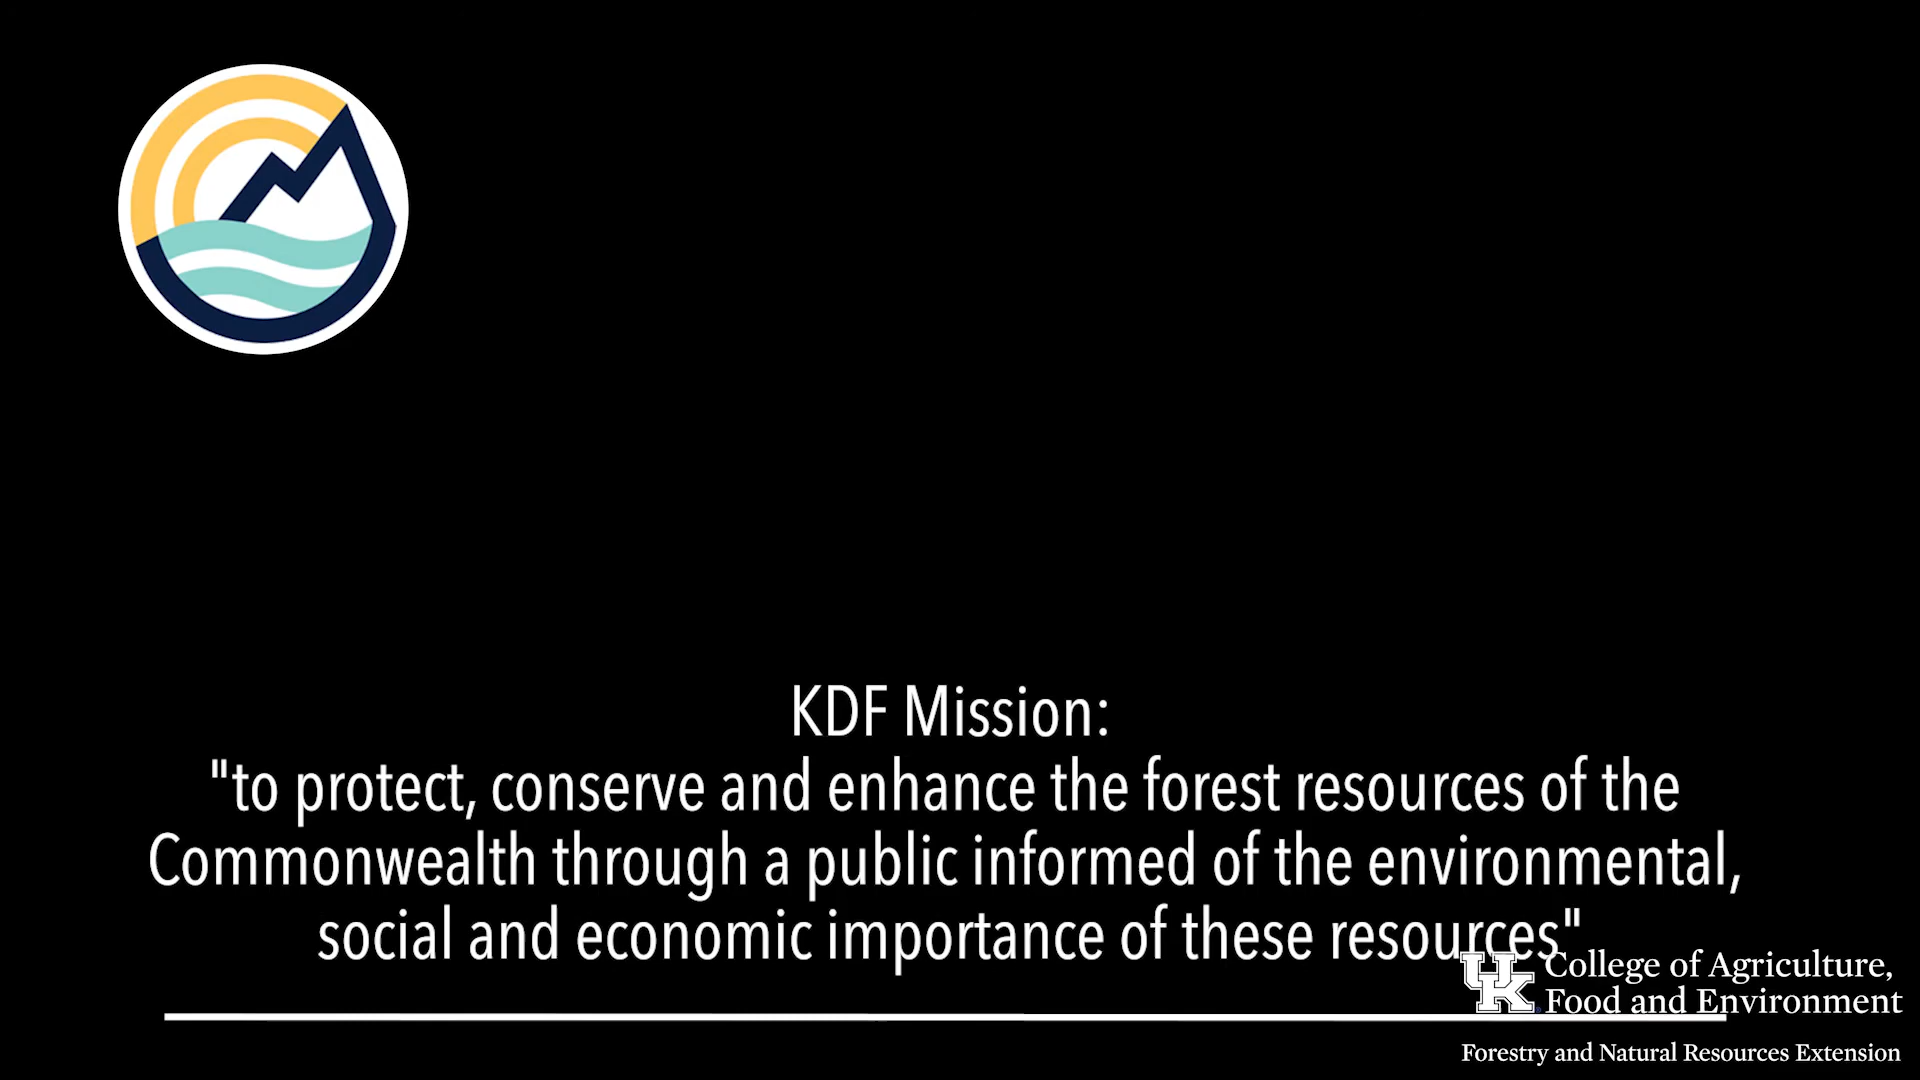 KDF Mission:
"to protect, conserve and enhance the forest resources of the
Commonwealth through a public informed of the environmental,
social and economic importance of these resources"
UK College of Agriculture,
Food and Environment
Forestry and Natural Resources Extension